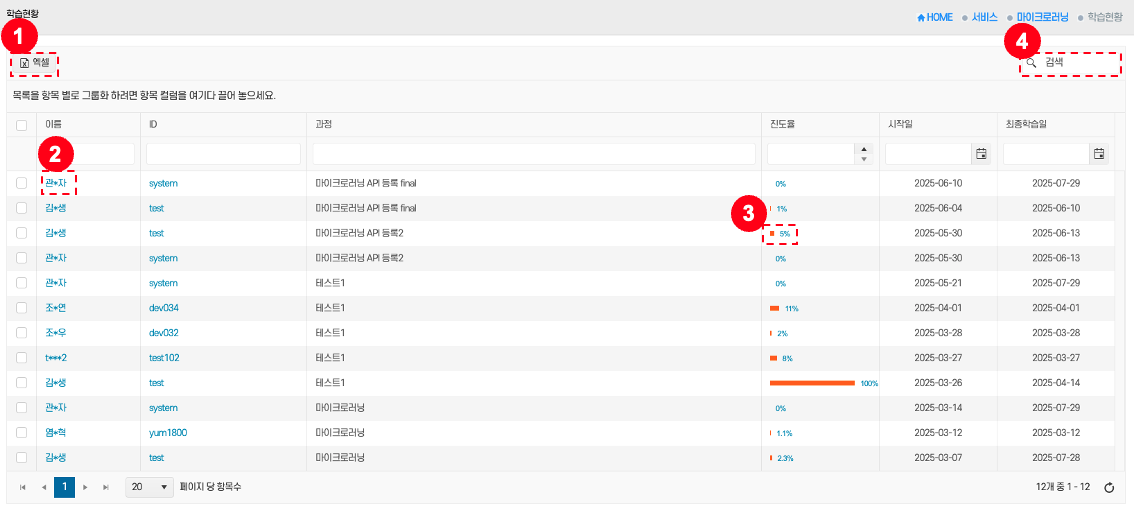 학습현황
HOME 서비스 마이크로러닝 학습현황
1
4
엑셀
검색
목록을 항목 별로 그룹화 하려면 항목 컬럼을 여기다 끌어 놓으세요.
이름 ID 과정 진도율 시작일 최종학습일
2
관*자 system 마이크로러닝 API 등록 final 0% 2025-06-10 2025-07-29
김*생 test 마이크로러닝 API 등록 final 1% 2025-06-04 2025-06-10
3
김*생 test 마이크로러닝 API 등록2 5% 2025-05-30 2025-06-13
관*자 system 마이크로러닝 API 등록2 0% 2025-05-30 2025-06-13
관*자 system 테스트1 0% 2025-05-21 2025-07-29
조*연 dev034 테스트1 11% 2025-04-01 2025-04-01
조*우 dev032 테스트1 2% 2025-03-28 2025-03-28
t***2 test102 테스트1 8% 2025-03-27 2025-03-27
김*생 test 테스트1 100% 2025-03-26 2025-04-14
관*자 system 마이크로러닝 0% 2025-03-14 2025-07-29
염*혁 yum1800 마이크로러닝 1.1% 2025-03-12 2025-03-12
김*생 test 마이크로러닝 2.3% 2025-03-07 2025-07-28
1 20 페이지 당 항목수 12개 중 1 - 12